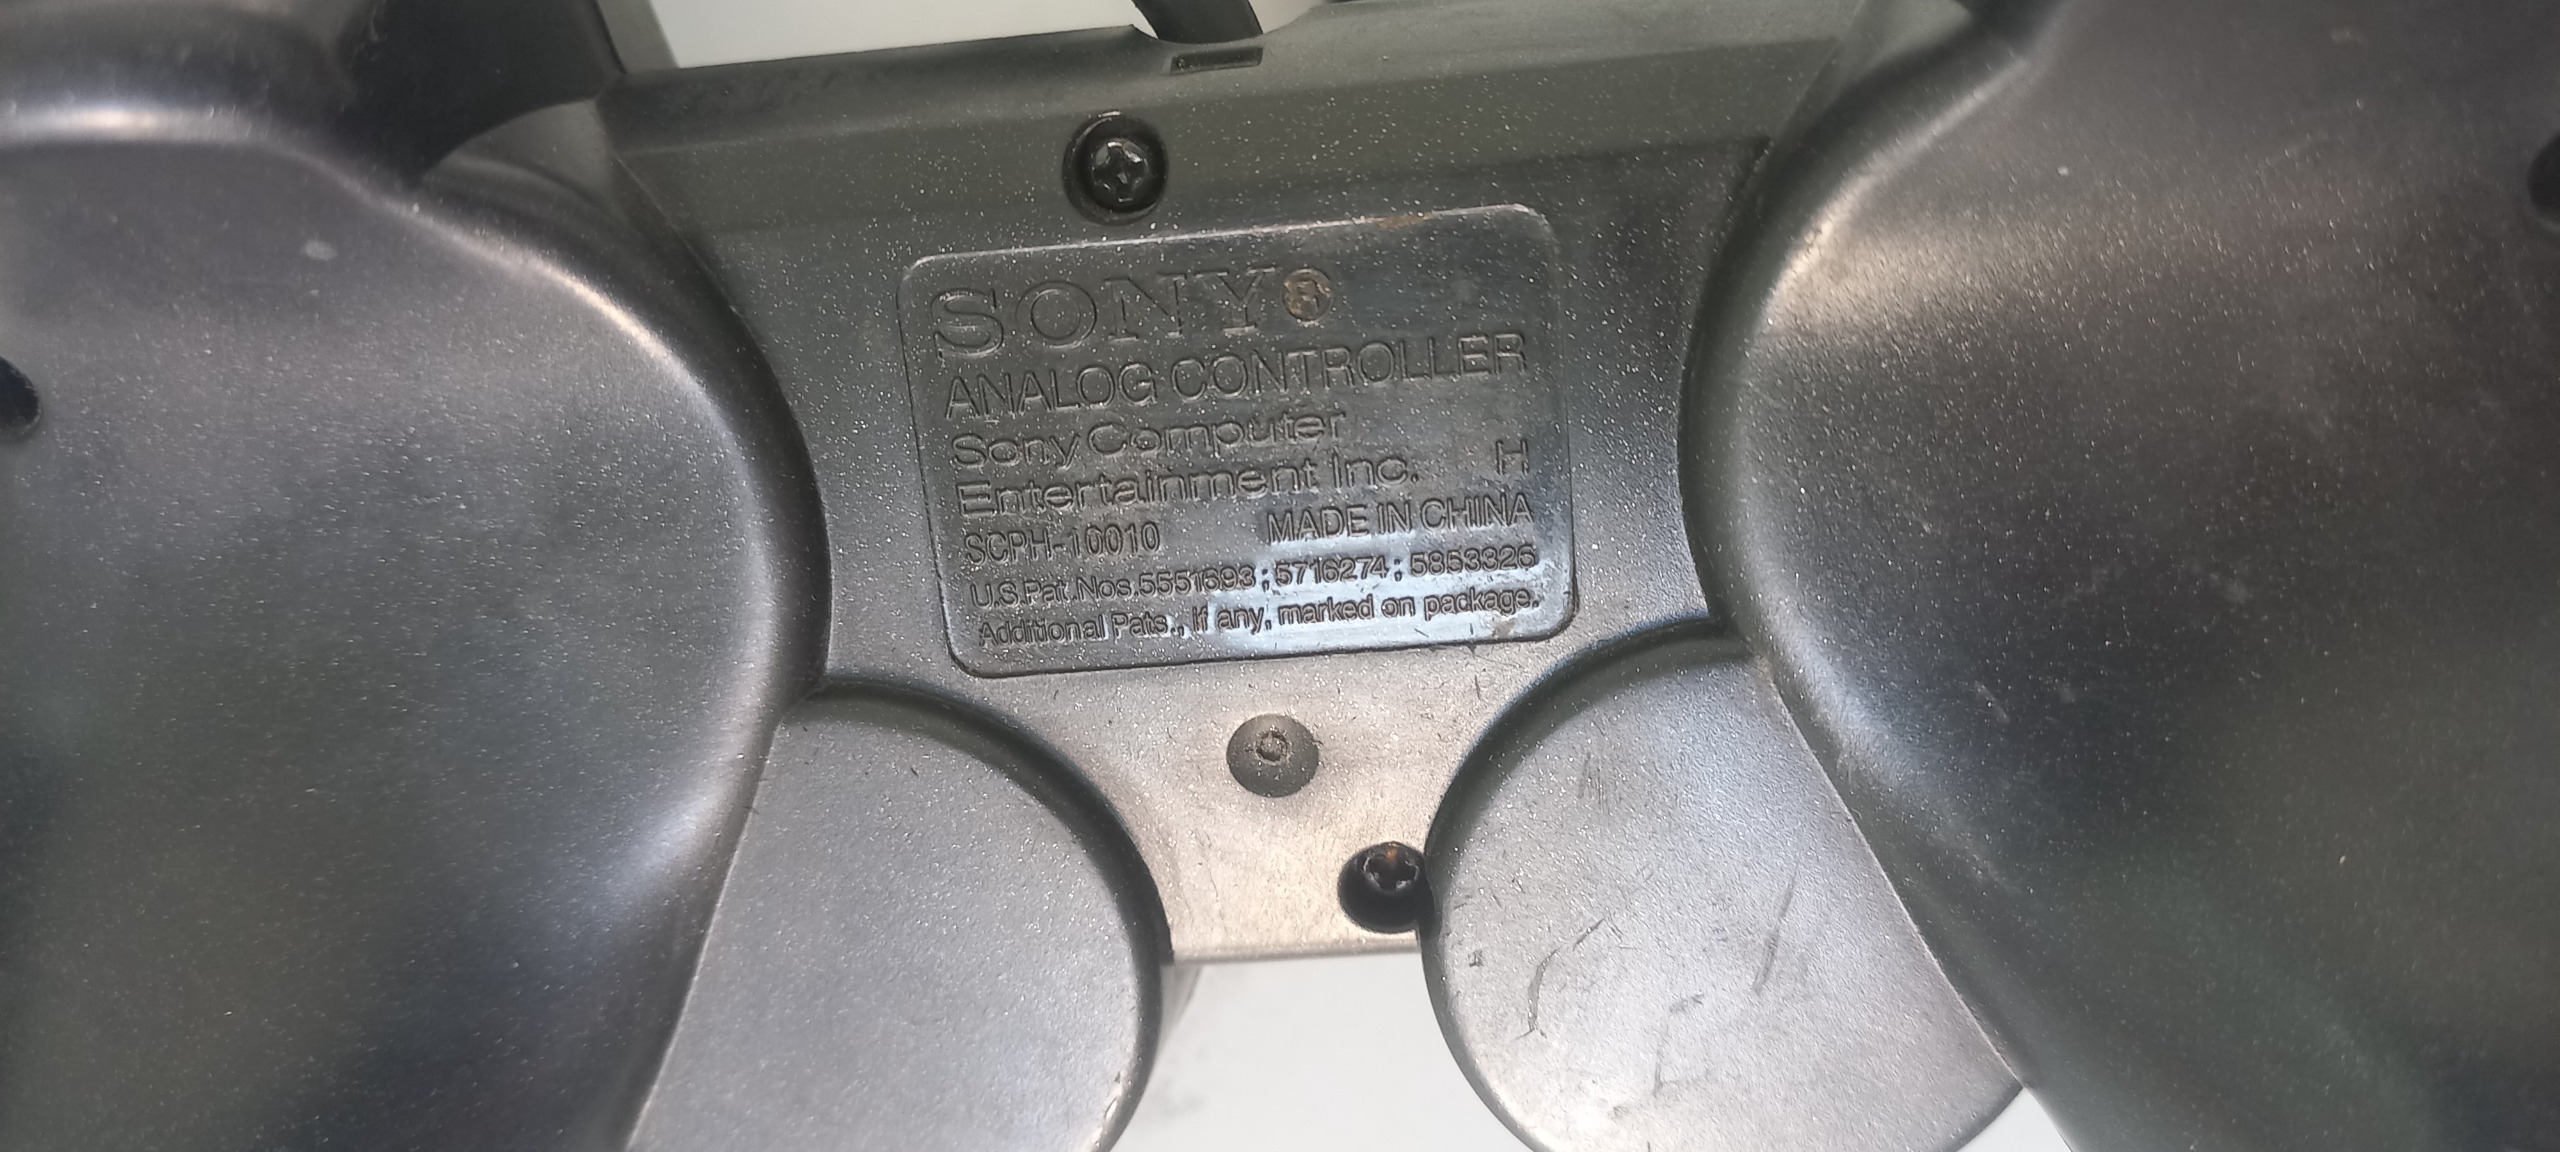 SONY®
ANALOG CONTROLLER
Sony Computer
Entertainment Inc. H
SCPH-10010 MADE IN CHINA
U.S.Pat.Nos.5551693;5716274;5853326
Additional Pats., if any, marked on package.